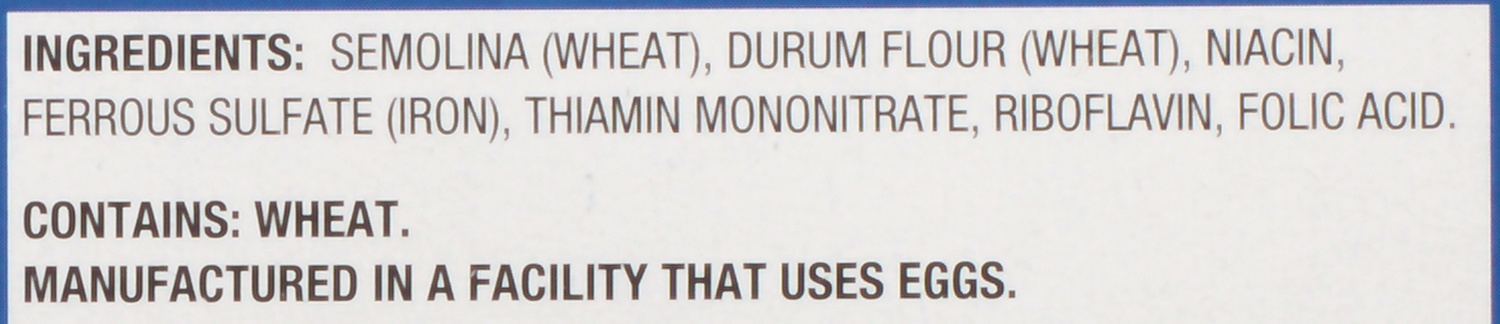 INGREDIENTS: SEMOLINA (WHEAT), DURUM FLOUR (WHEAT), NIACIN,
FERROUS SULFATE (IRON), THIAMIN MONONITRATE, RIBOFLAVIN, FOLIC ACID.
CONTAINS: WHEAT.
MANUFACTURED IN A FACILITY THAT USES EGGS.